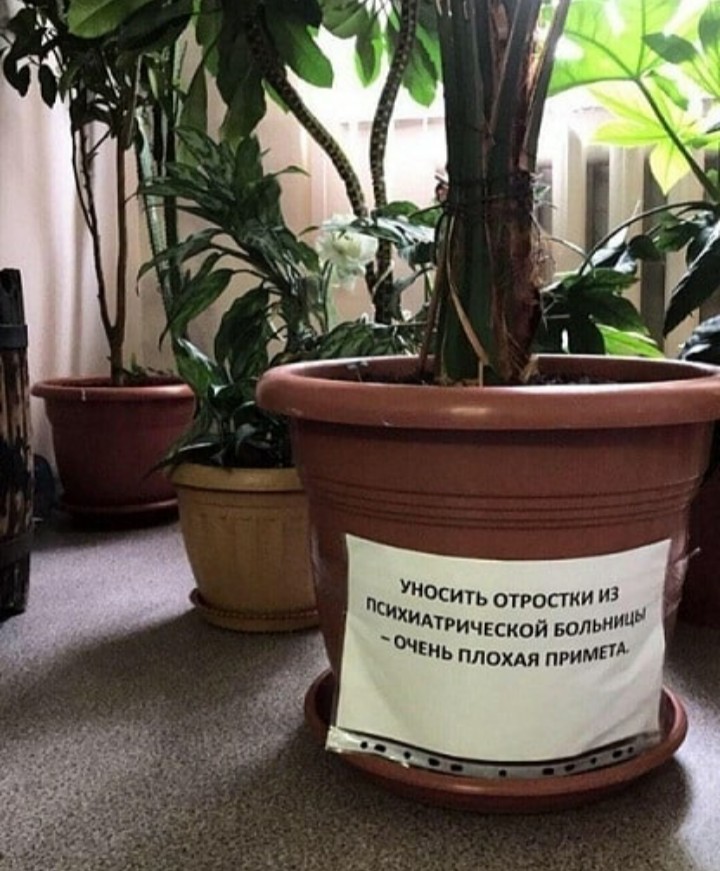 УНОСИТЬ ОТРОСТКИ ИЗ
ПСИХИАТРИЧЕСКОЙ БОЛЬНИЦЫ
– ОЧЕНЬ ПЛОХАЯ ПРИМЕТА.